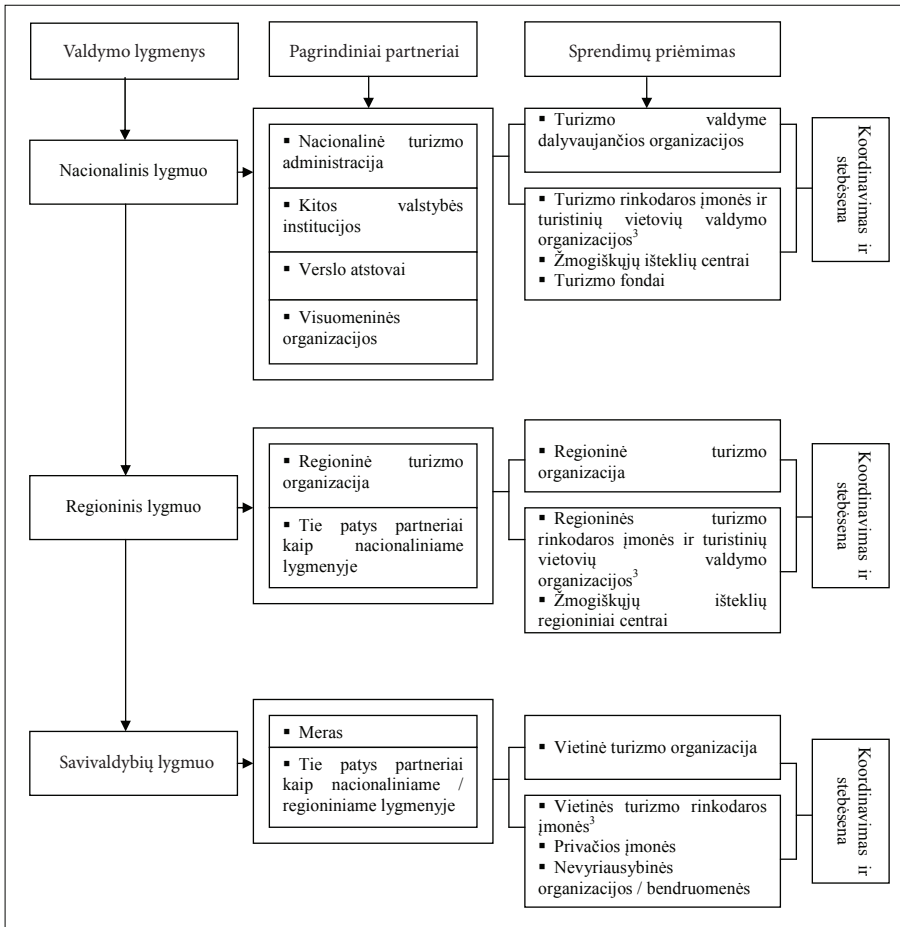 Valdymo lygmenys
Pagrindiniai partneriai
Sprendimų priėmimas
Nacionalinis lygmuo
▪ Nacionalinė turizmo
administracija
▪ Kitos valstybės
institucijos
▪ Verslo atstovai
▪ Visuomeninės
organizacijos
▪ Turizmo valdyme
dalyvaujančios organizacijos
▪ Turizmo rinkodaros įmonės ir
turistinių vietovių valdymo
organizacijos³
▪ Žmogiškųjų išteklių centrai
▪ Turizmo fondai
Koordinavimas ir
stebėsena
Regioninis lygmuo
▪ Regioninė turizmo
organizacija
▪ Tie patys partneriai
kaip nacionaliniame
lygmenyje
▪ Regioninė turizmo
organizacija
▪ Regioninės turizmo
rinkodaros įmonės ir turistinių
vietovių valdymo
organizacijos³
▪ Žmogiškųjų išteklių
regioniniai centrai
Koordinavimas ir
stebėsena
Savivaldybių lygmuo
▪ Meras
▪ Tie patys partneriai
kaip nacionaliniame /
regioniniame lygmenyje
▪ Vietinė turizmo organizacija
▪ Vietinės turizmo rinkodaros
įmonės³
▪ Privačios įmonės
▪ Nevyriausybinės
organizacijos / bendruomenės
Koordinavimas ir
stebėsena